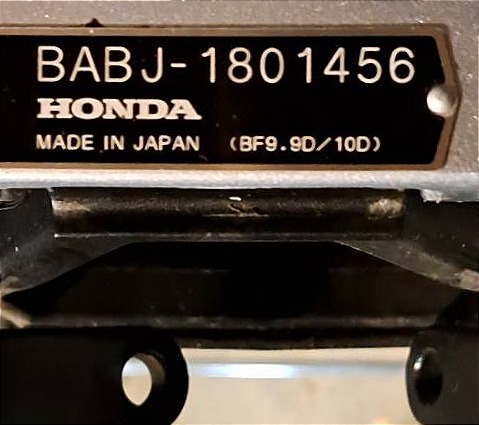 BABJ-1801456
HONDA
MADE IN JAPAN (BF9.9D/10D)